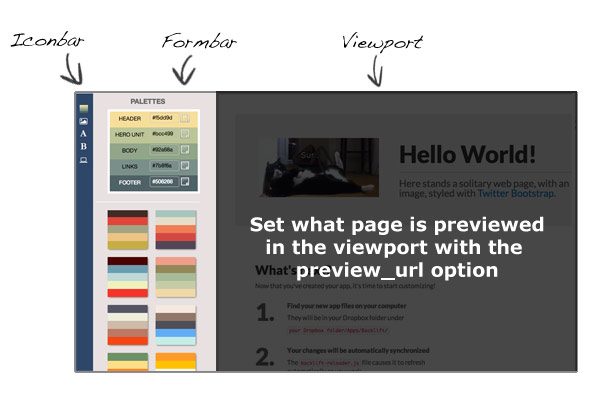 Iconbar
Formbar
Viewport
PALETTES
HEADER #f5dd9d
HERO UNIT #bcc499
BODY #92a68a
LINKS #7b8f8a
FOOTER #506266
A
B
Hello World!
Here stands a solitary web page, with an
image, styled with Twitter Bootstrap.
Set what page is previewed
in the viewport with the
preview_url option
What's
Now that you've created your app, it's time to start customizing!
1.
Find your new app files on your computer
They will be in your Dropbox folder under
your Dropbox folder/Apps/Backlift/
2.
Your changes will be automatically synchronized
The backlift-reloader.js file causes it to refresh